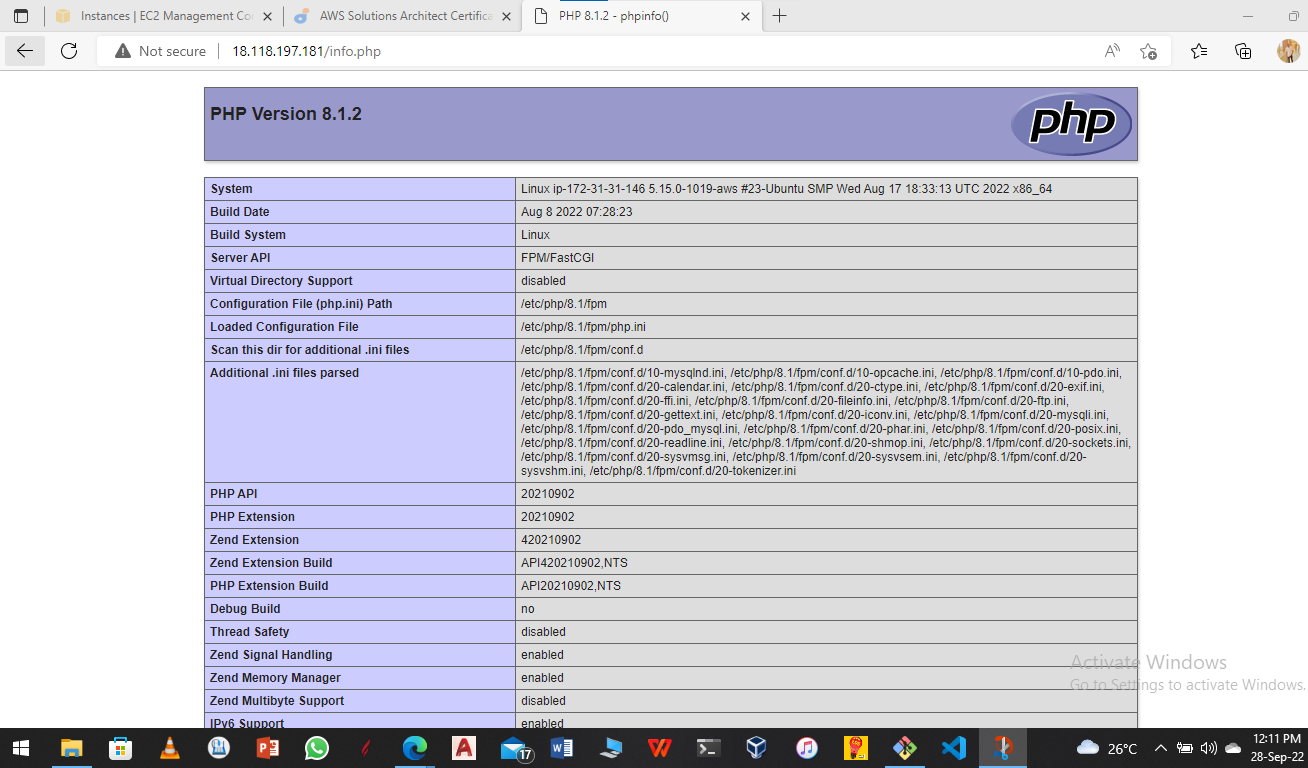 Instances | EC2 Management Co
AWS Solutions Architect Certifica
PHP 8.1.2 - phpinfo()
Not secure
18.118.197.181/info.php
PHP Version 8.1.2
php
System Linux ip-172-31-31-146 5.15.0-1019-aws #23-Ubuntu SMP Wed Aug 17 18:33:13 UTC 2022 x86_64
Build Date Aug 8 2022 07:28:23
Build System Linux
Server API FPM/FastCGI
Virtual Directory Support disabled
Configuration File (php.ini) Path /etc/php/8.1/fpm
Loaded Configuration File /etc/php/8.1/fpm/php.ini
Scan this dir for additional .ini files /etc/php/8.1/fpm/conf.d
Additional .ini files parsed /etc/php/8.1/fpm/conf.d/10-mysqlnd.ini, /etc/php/8.1/fpm/conf.d/10-opcache.ini, /etc/php/8.1/fpm/conf.d/10-pdo.ini,
/etc/php/8.1/fpm/conf.d/20-calendar.ini, /etc/php/8.1/fpm/conf.d/20-ctype.ini, /etc/php/8.1/fpm/conf.d/20-exif.ini,
/etc/php/8.1/fpm/conf.d/20-ffi.ini, /etc/php/8.1/fpm/conf.d/20-fileinfo.ini, /etc/php/8.1/fpm/conf.d/20-ftp.ini,
/etc/php/8.1/fpm/conf.d/20-gettext.ini, /etc/php/8.1/fpm/conf.d/20-iconv.ini, /etc/php/8.1/fpm/conf.d/20-mysqli.ini,
/etc/php/8.1/fpm/conf.d/20-pdo_mysql.ini, /etc/php/8.1/fpm/conf.d/20-phar.ini, /etc/php/8.1/fpm/conf.d/20-posix.ini,
/etc/php/8.1/fpm/conf.d/20-readline.ini, /etc/php/8.1/fpm/conf.d/20-shmop.ini, /etc/php/8.1/fpm/conf.d/20-sockets.ini,
/etc/php/8.1/fpm/conf.d/20-sysvmsg.ini, /etc/php/8.1/fpm/conf.d/20-sysvsem.ini, /etc/php/8.1/fpm/conf.d/20-
sysvshm.ini, /etc/php/8.1/fpm/conf.d/20-tokenizer.ini
PHP API 20210902
PHP Extension 20210902
Zend Extension 420210902
Zend Extension Build API420210902,NTS
PHP Extension Build API20210902,NTS
Debug Build no
Thread Safety disabled
Zend Signal Handling enabled
Zend Memory Manager enabled
Zend Multibyte Support disabled
IPv6 Support enabled
Activate Windows
Go to Settings to activate Windows.
17
26°C
12:11 PM
28-Sep-22